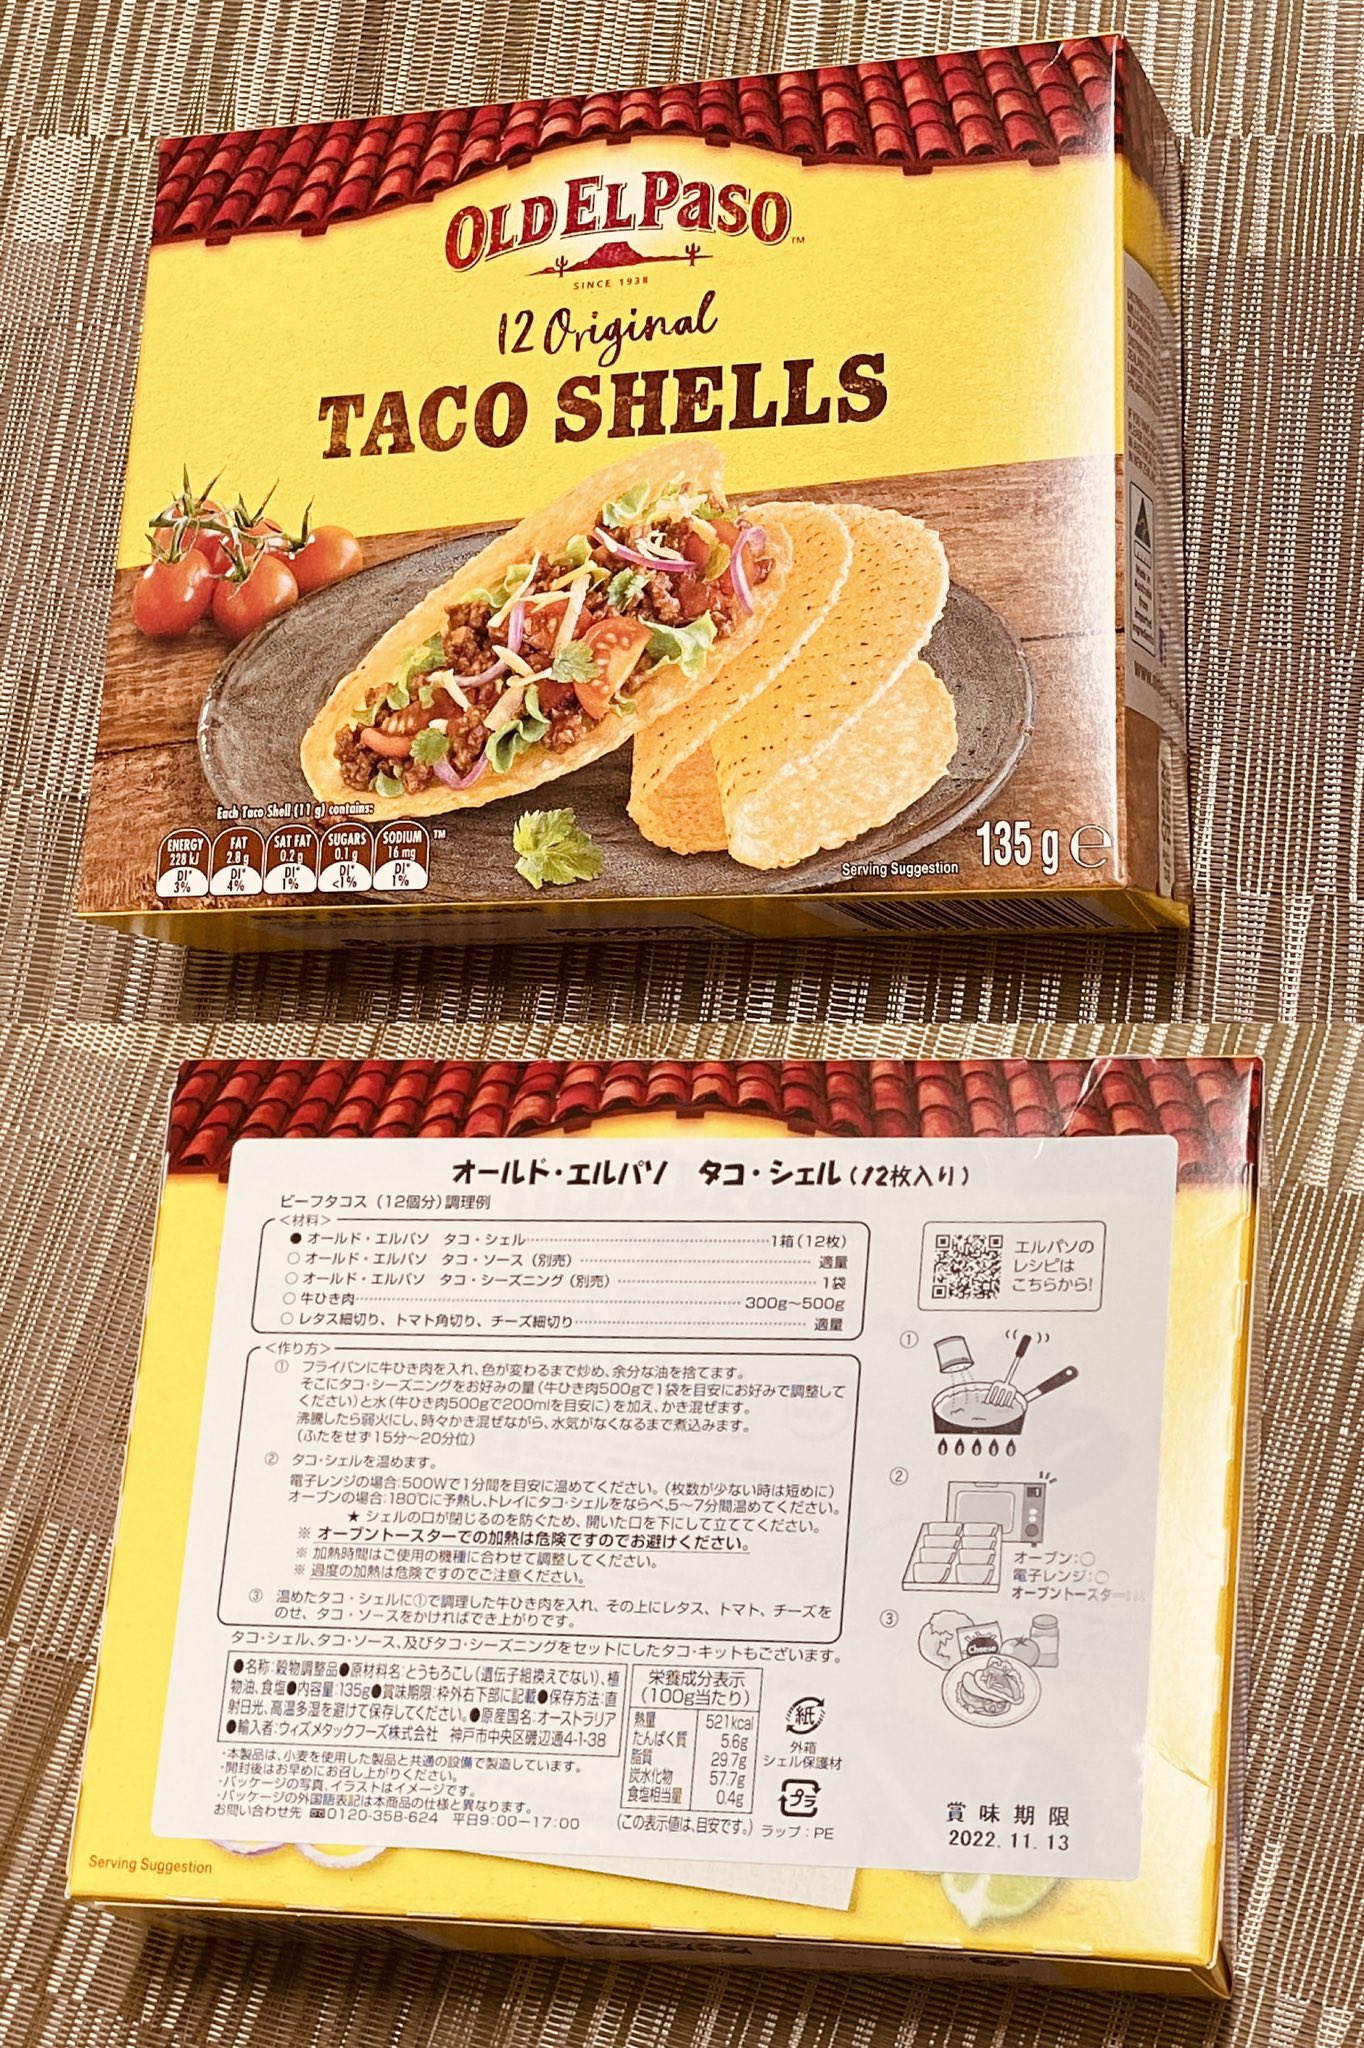 OLD EL PASO™
SINCE 1938
12 Original
TACO SHELLS
Each Taco Shell (11 g) contains:
ENERGY 228 kJ DI* 3%
FAT 2.8 g DI* 4%
SAT FAT 0.2 g DI* 1%
SUGARS 0.1 g DI* <1%
SODIUM 16 mg DI* 1%
™
Serving Suggestion
135 g e
オールド・エルパソ　タコ・シェル(12枚入り)
ビーフタコス（12個分）調理例
<材料>
● オールド・エルパソ　タコ・シェル……1箱(12枚)
○ オールド・エルパソ　タコ・ソース（別売）……適量
○ オールド・エルパソ　タコ・シーズニング（別売）……1袋
○ 牛ひき肉……300g～500g
○ レタス細切り、トマト角切り、チーズ細切り……適量
<作り方>
① フライパンに牛ひき肉を入れ、色が変わるまで炒め、余分な油を捨てます。
そこにタコ・シーズニングをお好みの量(牛ひき肉500gで1袋を目安にお好みで調整して
ください)と水(牛ひき肉500gで200mlを目安に)を加え、かき混ぜます。
沸騰したら弱火にし、時々かき混ぜながら、水気がなくなるまで煮込みます。
(ふたをせず15分～20分位)
② タコ・シェルを温めます。
電子レンジの場合:500Wで1分間を目安に温めてください。(枚数が少ない時は短めに)
オーブンの場合:180℃に予熱し、トレイにタコ・シェルをならべ、5～7分間温めてください。
★ シェルの口が閉じるのを防ぐため、開いた口を下にして立ててください。
※ オーブントースターでの加熱は危険ですのでお避けください。
※ 加熱時間はご使用の機種に合わせて調整してください。
※ 過度の加熱は危険ですのでご注意ください。
③ 温めたタコ・シェルに①で調理した牛ひき肉を入れ、その上にレタス、トマト、チーズを
のせ、タコ・ソースをかければでき上がりです。
タコ・シェル、タコ・ソース、及びタコ・シーズニングをセットにしたタコ・キットもございます。
エルパソの
レシピは
こちらから!
①
②
オーブン:○
電子レンジ:○
オーブントースター
③
Cheese
●名称:穀物調整品●原材料名:とうもろこし(遺伝子組換えでない)、植
物油、食塩●内容量:135g●賞味期限:枠外右下部に記載●保存方法:直
射日光、高温多湿を避けて保存してください。●原産国名:オーストラリア
●輸入者:ウィズメタックフーズ株式会社　神戸市中央区磯辺通4-1-38
・本製品は、小麦を使用した製品と共通の設備で製造しています。
・開封後はお早めにお召し上がりください。
・パッケージの写真、イラストはイメージです。
・パッケージの外国語表記は本商品の仕様と異なります。
お問い合わせ先 0120-358-624　平日9:00-17:00
栄養成分表示
(100g当たり)
熱量 521kcal
たんぱく質 5.6g
脂質 29.7g
炭水化物 57.7g
食塩相当量 0.4g
(この表示値は、目安です。)
紙
外箱
シェル保護材
プラ
ラップ：PE
賞味期限
2022.11.13
Serving Suggestion